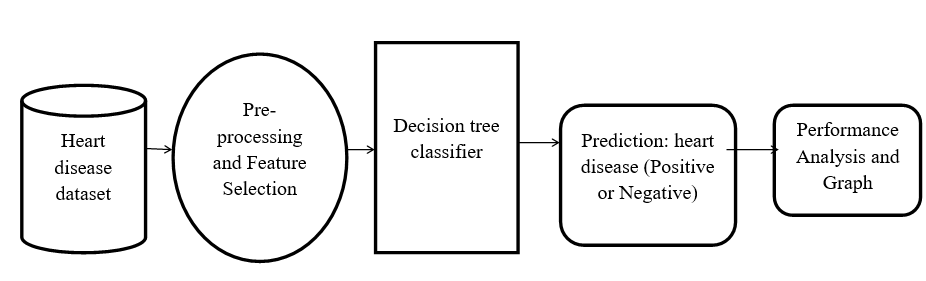 Heart
disease
dataset
Pre-
processing
and Feature
Selection
Decision tree
classifier
Prediction: heart
disease (Positive
or Negative)
Performance
Analysis and
Graph